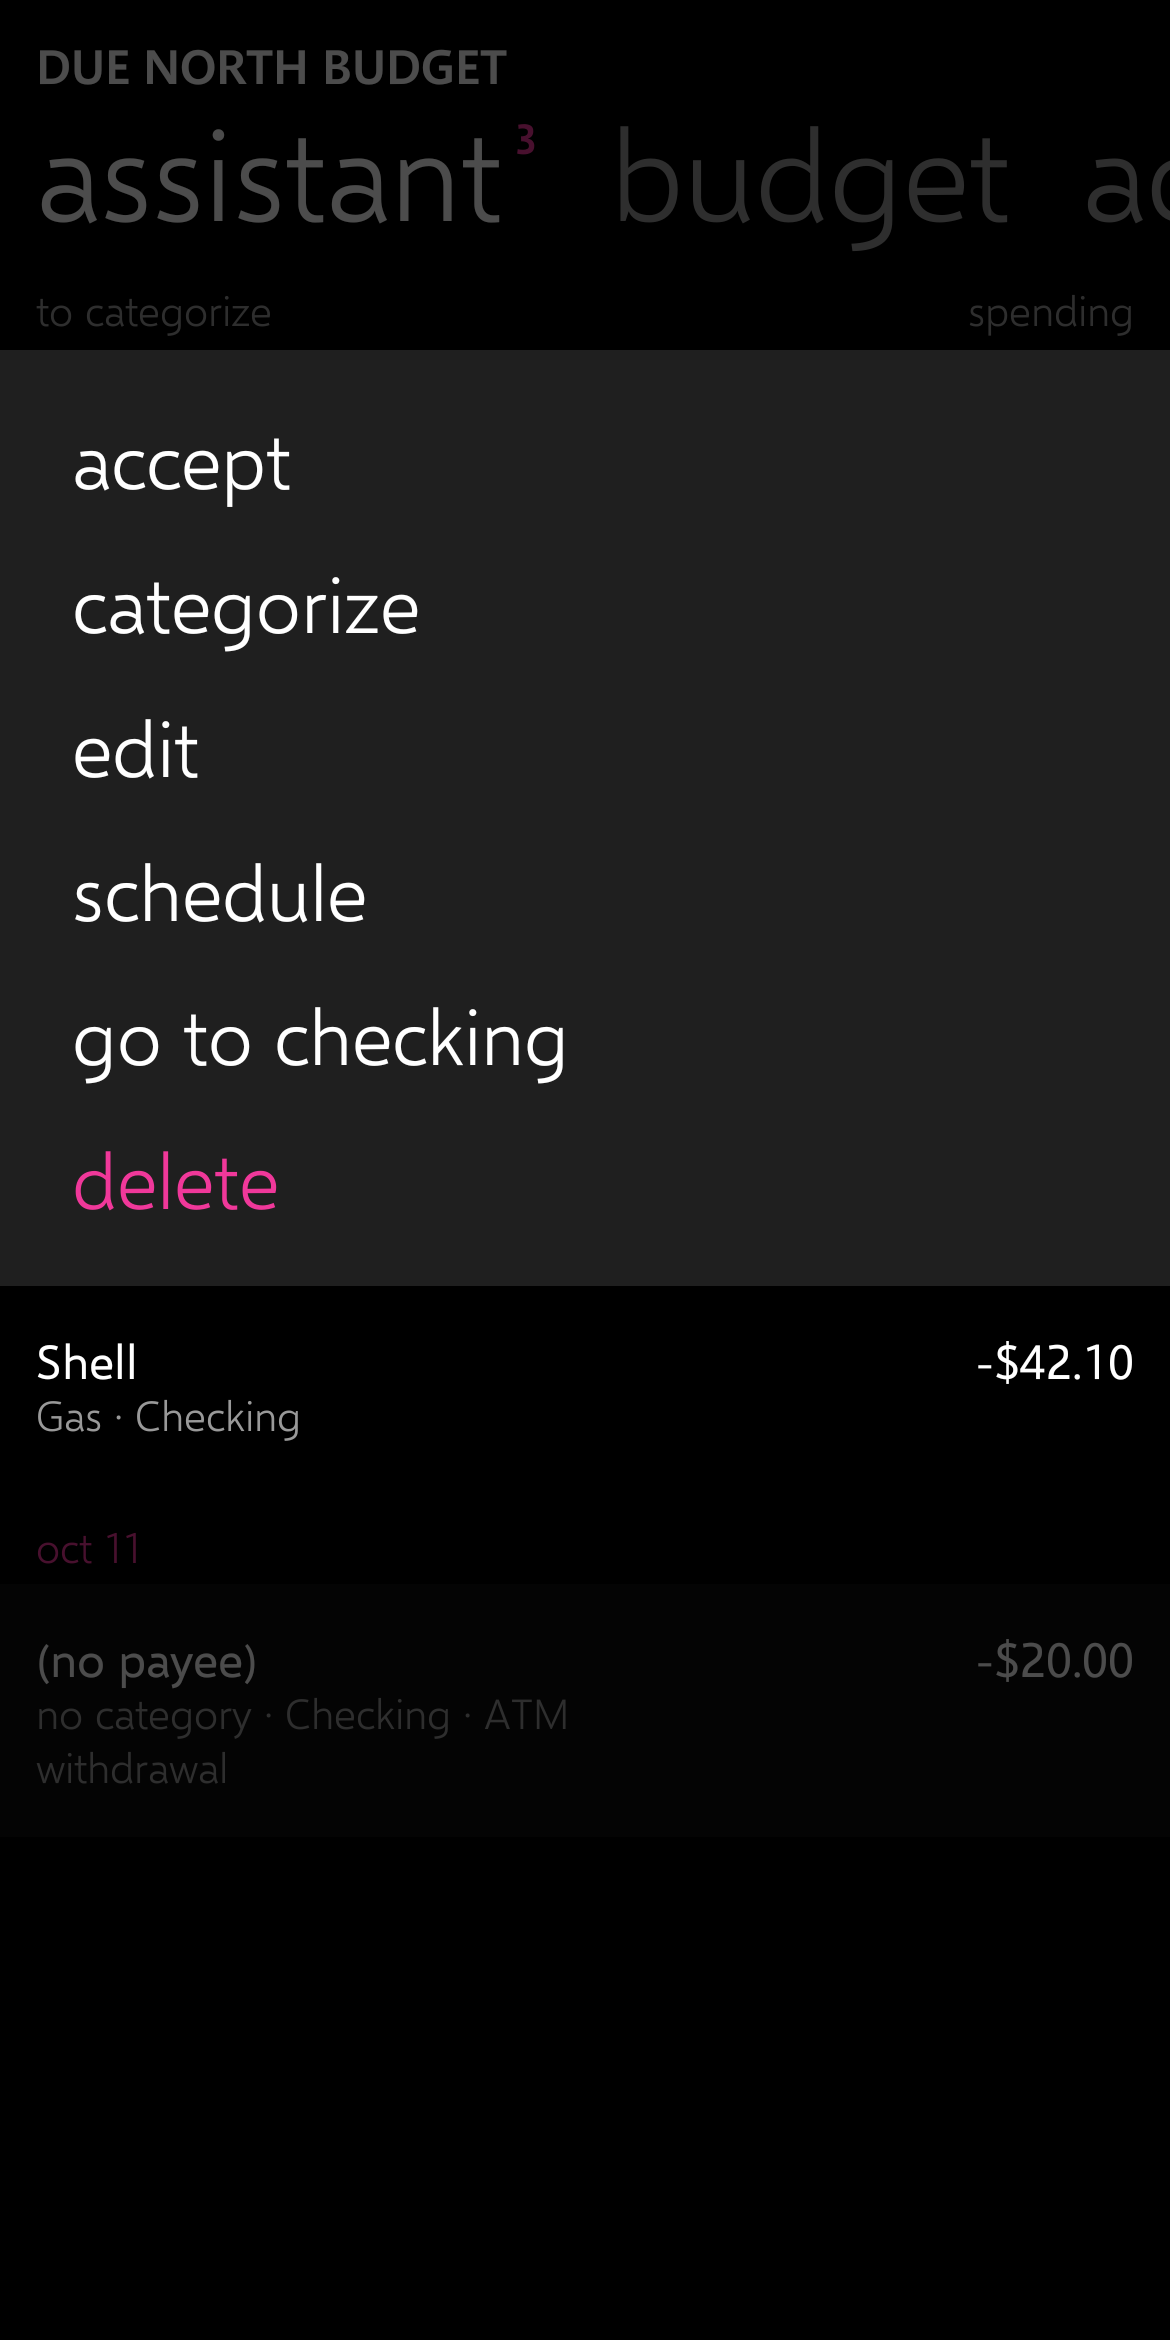 DUE NORTH BUDGET
assistant 3 budget ac
to categorize spending
accept
categorize
edit
schedule
go to checking
delete
Shell -$42.10
Gas · Checking
oct 11
(no payee) -$20.00
no category · Checking · ATM
withdrawal